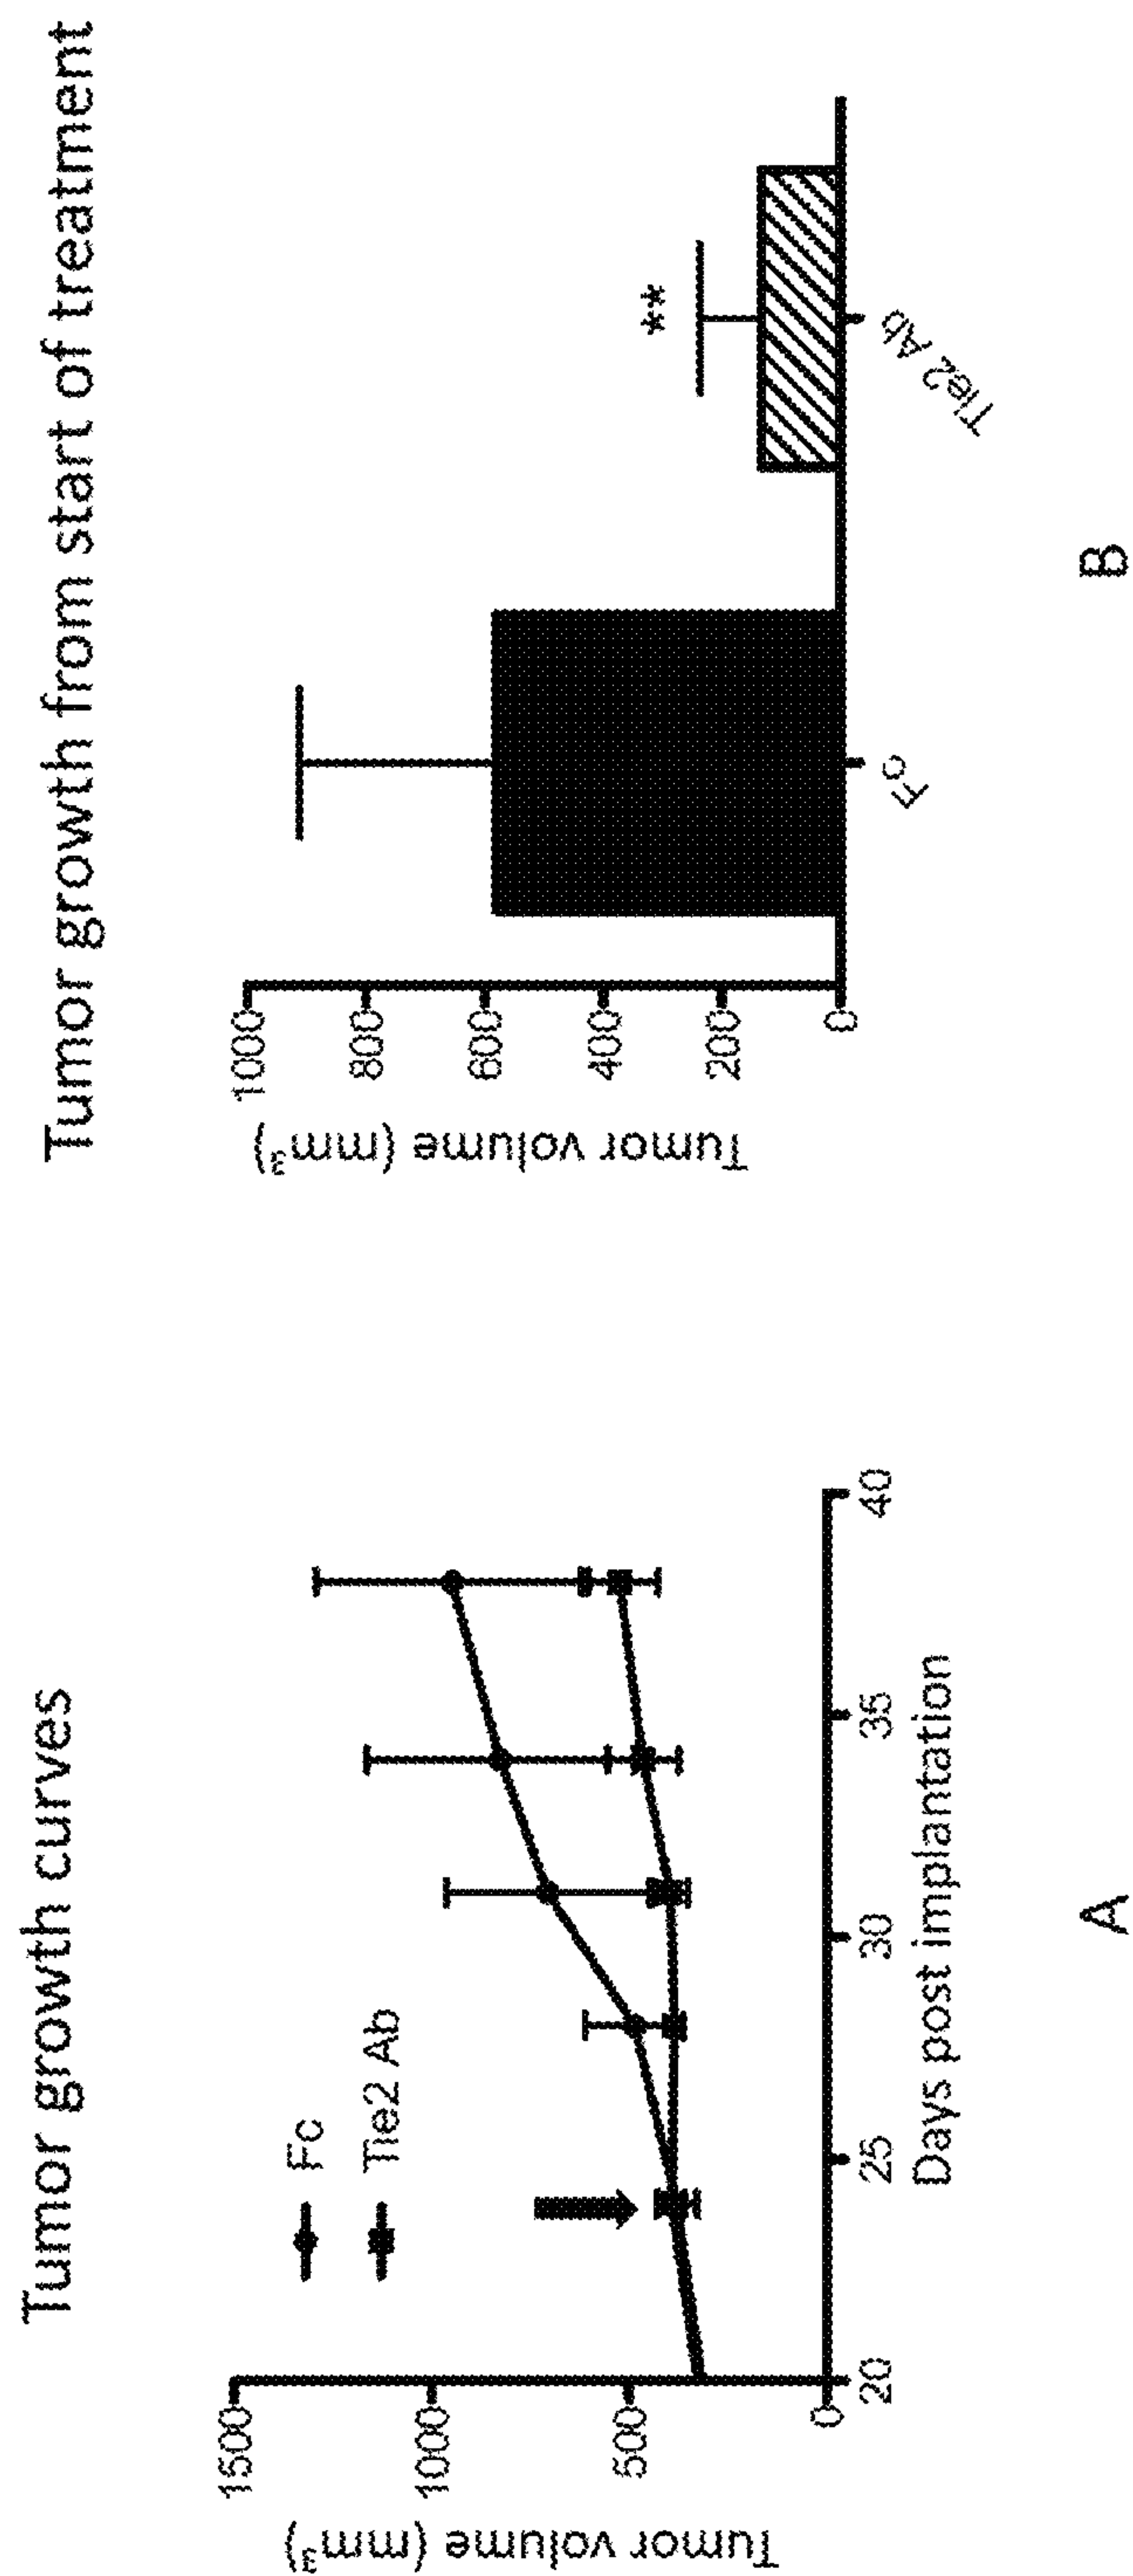 Tumor growth curves
Tumor volume (mm³)
1500
1000
500
0
Fc
Tie2 Ab
20
25
30
35
40
Days post implantation
A
Tumor growth from start of treatment
Tumor volume (mm³)
1000
800
600
400
200
0
**
Fc
Tie2 Ab
B